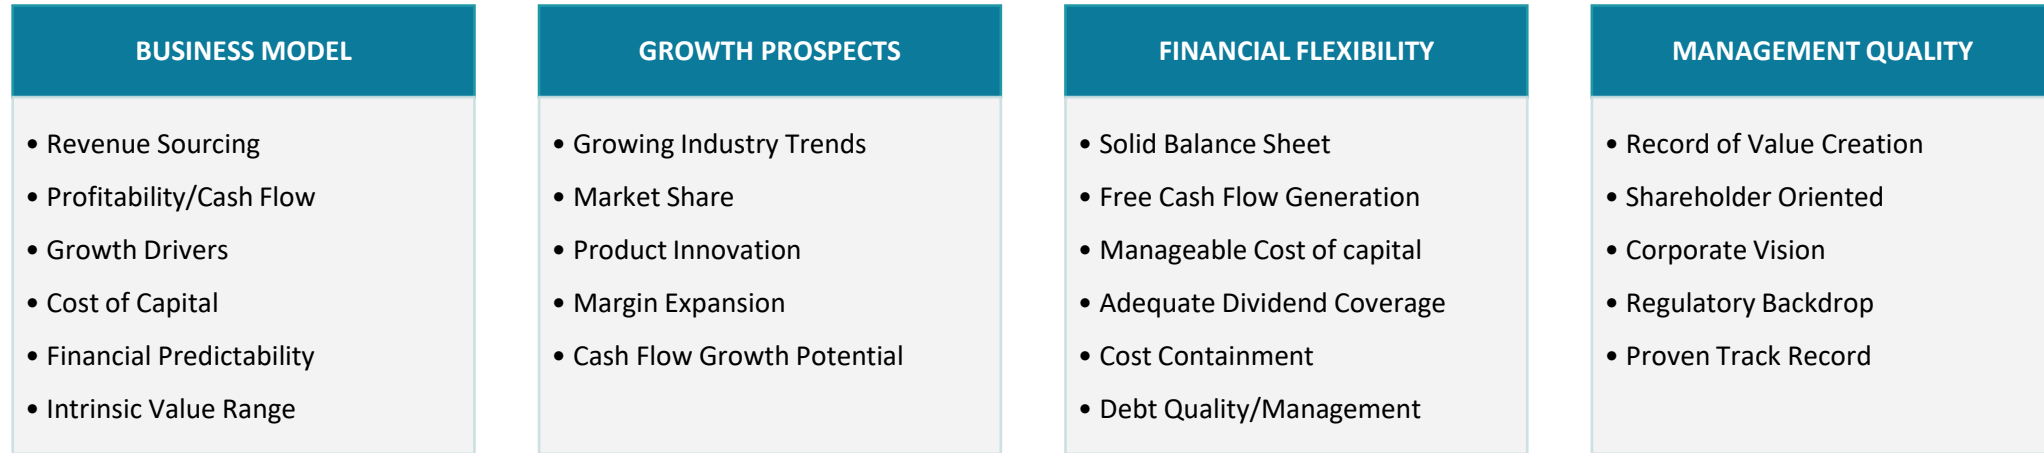 BUSINESS MODEL
• Revenue Sourcing
• Profitability/Cash Flow
• Growth Drivers
• Cost of Capital
• Financial Predictability
• Intrinsic Value Range
GROWTH PROSPECTS
• Growing Industry Trends
• Market Share
• Product Innovation
• Margin Expansion
• Cash Flow Growth Potential
FINANCIAL FLEXIBILITY
• Solid Balance Sheet
• Free Cash Flow Generation
• Manageable Cost of capital
• Adequate Dividend Coverage
• Cost Containment
• Debt Quality/Management
MANAGEMENT QUALITY
• Record of Value Creation
• Shareholder Oriented
• Corporate Vision
• Regulatory Backdrop
• Proven Track Record